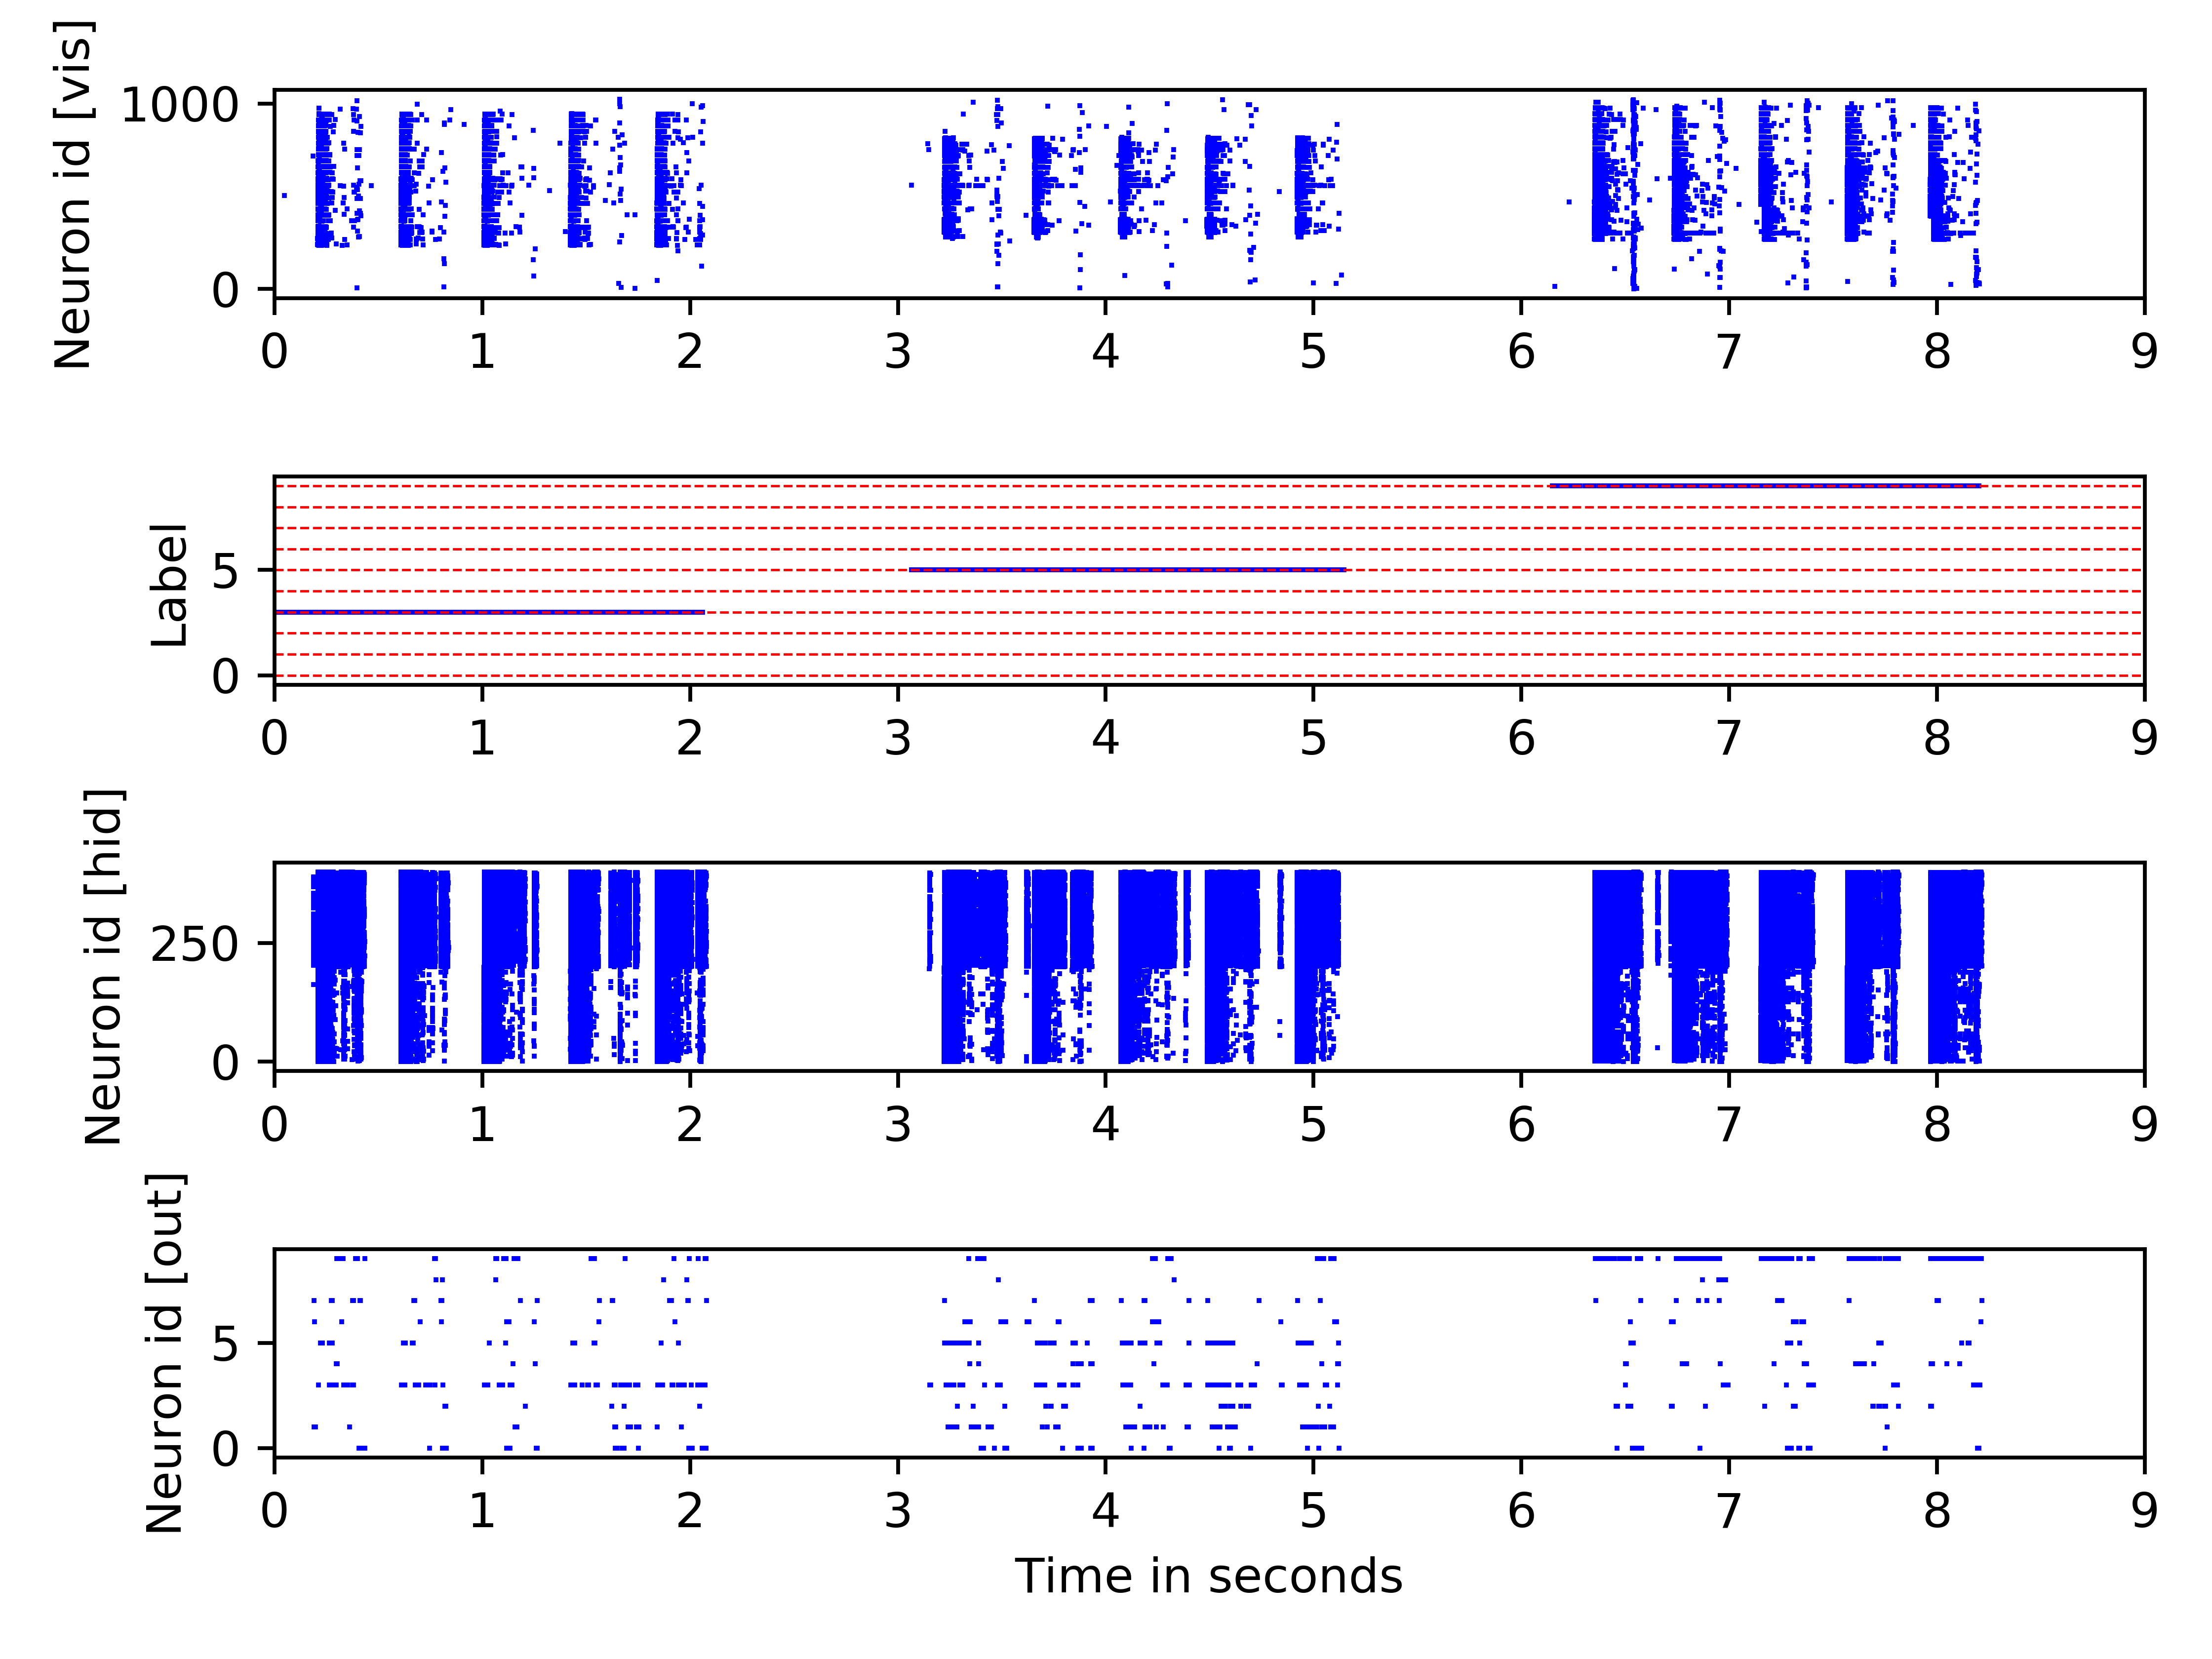 Neuron id [vis]
1000
0
0 1 2 3 4 5 6 7 8 9
Label
5
0
0 1 2 3 4 5 6 7 8 9
Neuron id [hid]
250
0
0 1 2 3 4 5 6 7 8 9
Neuron id [out]
5
0
0 1 2 3 4 5 6 7 8 9
Time in seconds